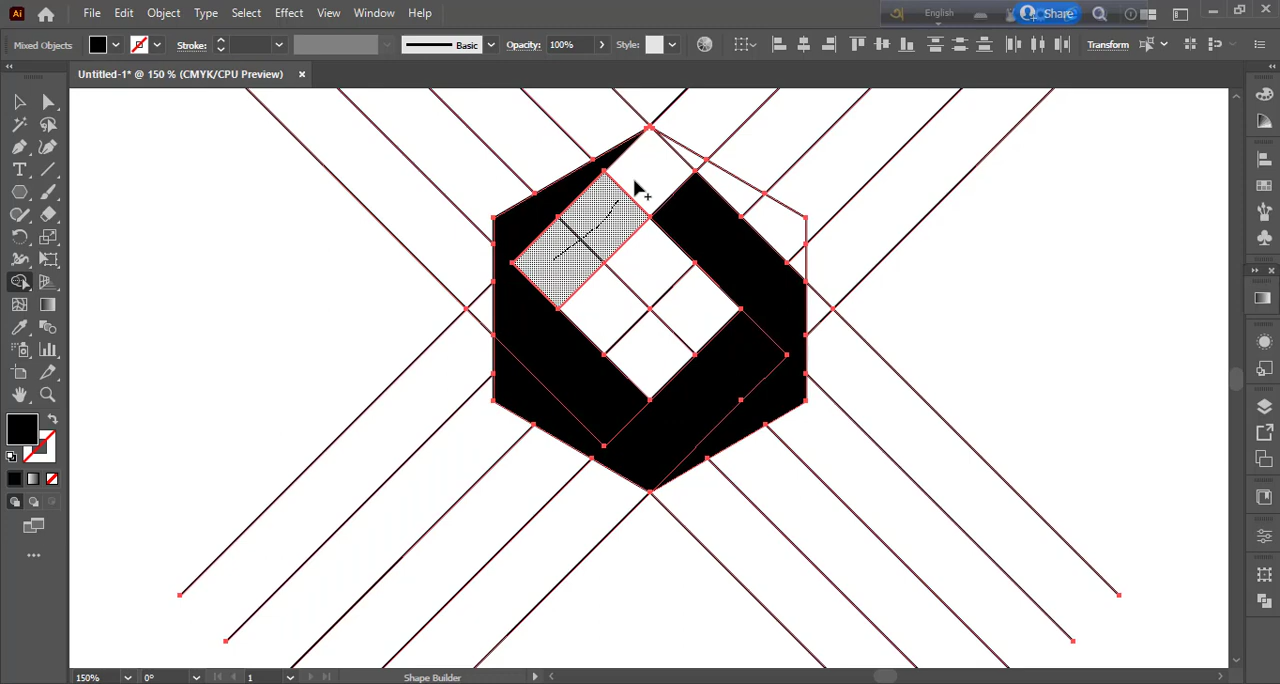 Ai File Edit Object Type Select Effect View Window Help English Share
Mixed Objects Stroke: Basic Opacity: 100% Style: Transform
Untitled-1* @ 150 % (CMYK/CPU Preview) ×
T
150% 0° 1 Shape Builder